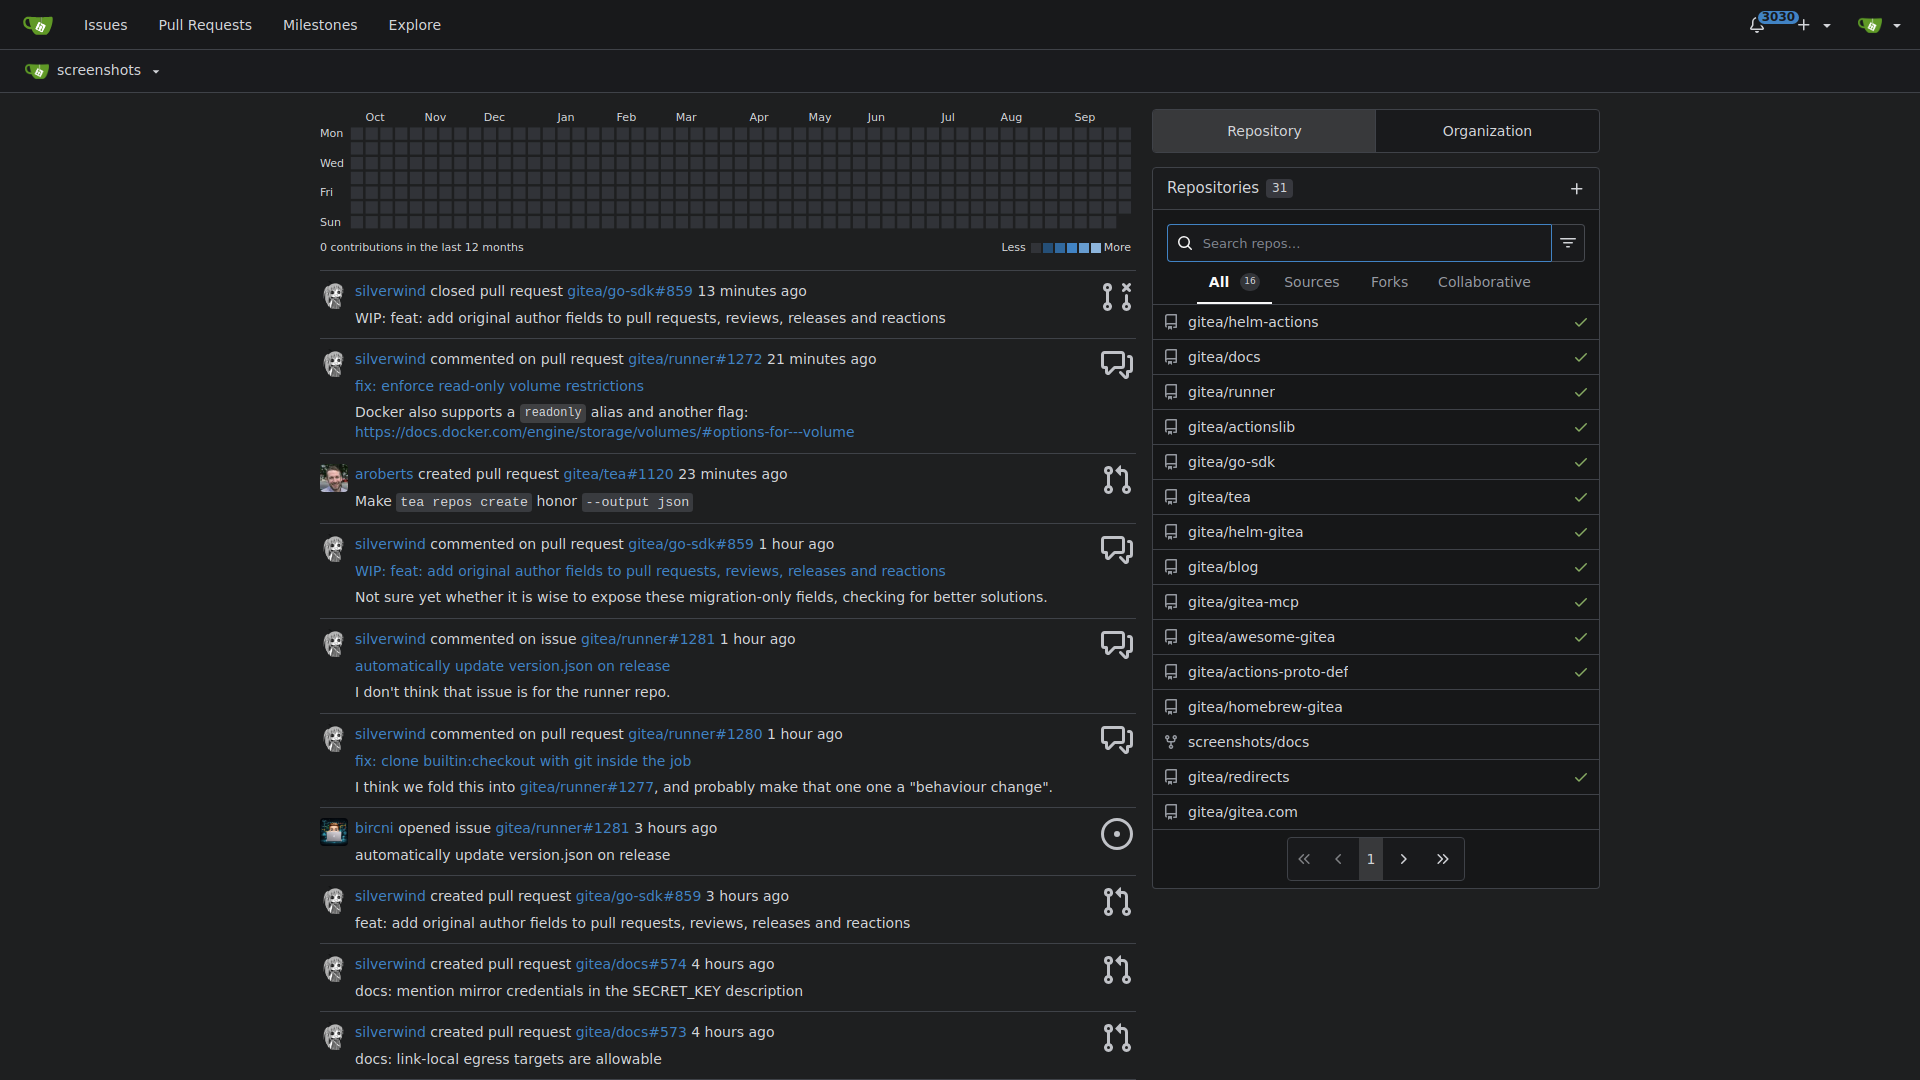 Issues Pull Requests Milestones Explore 3030
screenshots
Oct Nov Dec Jan Feb Mar Apr May Jun Jul Aug Sep
Mon
Wed
Fri
Sun
0 contributions in the last 12 months Less More
silverwind closed pull request gitea/go-sdk#859 13 minutes ago
WIP: feat: add original author fields to pull requests, reviews, releases and reactions
silverwind commented on pull request gitea/runner#1272 21 minutes ago
fix: enforce read-only volume restrictions
Docker also supports a readonly alias and another flag:
https://docs.docker.com/engine/storage/volumes/#options-for---volume
aroberts created pull request gitea/tea#1120 23 minutes ago
Make tea repos create honor --output json
silverwind commented on pull request gitea/go-sdk#859 1 hour ago
WIP: feat: add original author fields to pull requests, reviews, releases and reactions
Not sure yet whether it is wise to expose these migration-only fields, checking for better solutions.
silverwind commented on issue gitea/runner#1281 1 hour ago
automatically update version.json on release
I don't think that issue is for the runner repo.
silverwind commented on pull request gitea/runner#1280 1 hour ago
fix: clone builtin:checkout with git inside the job
I think we fold this into gitea/runner#1277, and probably make that one one a "behaviour change".
bircni opened issue gitea/runner#1281 3 hours ago
automatically update version.json on release
silverwind created pull request gitea/go-sdk#859 3 hours ago
feat: add original author fields to pull requests, reviews, releases and reactions
silverwind created pull request gitea/docs#574 4 hours ago
docs: mention mirror credentials in the SECRET_KEY description
silverwind created pull request gitea/docs#573 4 hours ago
docs: link-local egress targets are allowable
Repository Organization
Repositories 31
Search repos...
All 16 Sources Forks Collaborative
gitea/helm-actions
gitea/docs
gitea/runner
gitea/actionslib
gitea/go-sdk
gitea/tea
gitea/helm-gitea
gitea/blog
gitea/gitea-mcp
gitea/awesome-gitea
gitea/actions-proto-def
gitea/homebrew-gitea
screenshots/docs
gitea/redirects
gitea/gitea.com
1